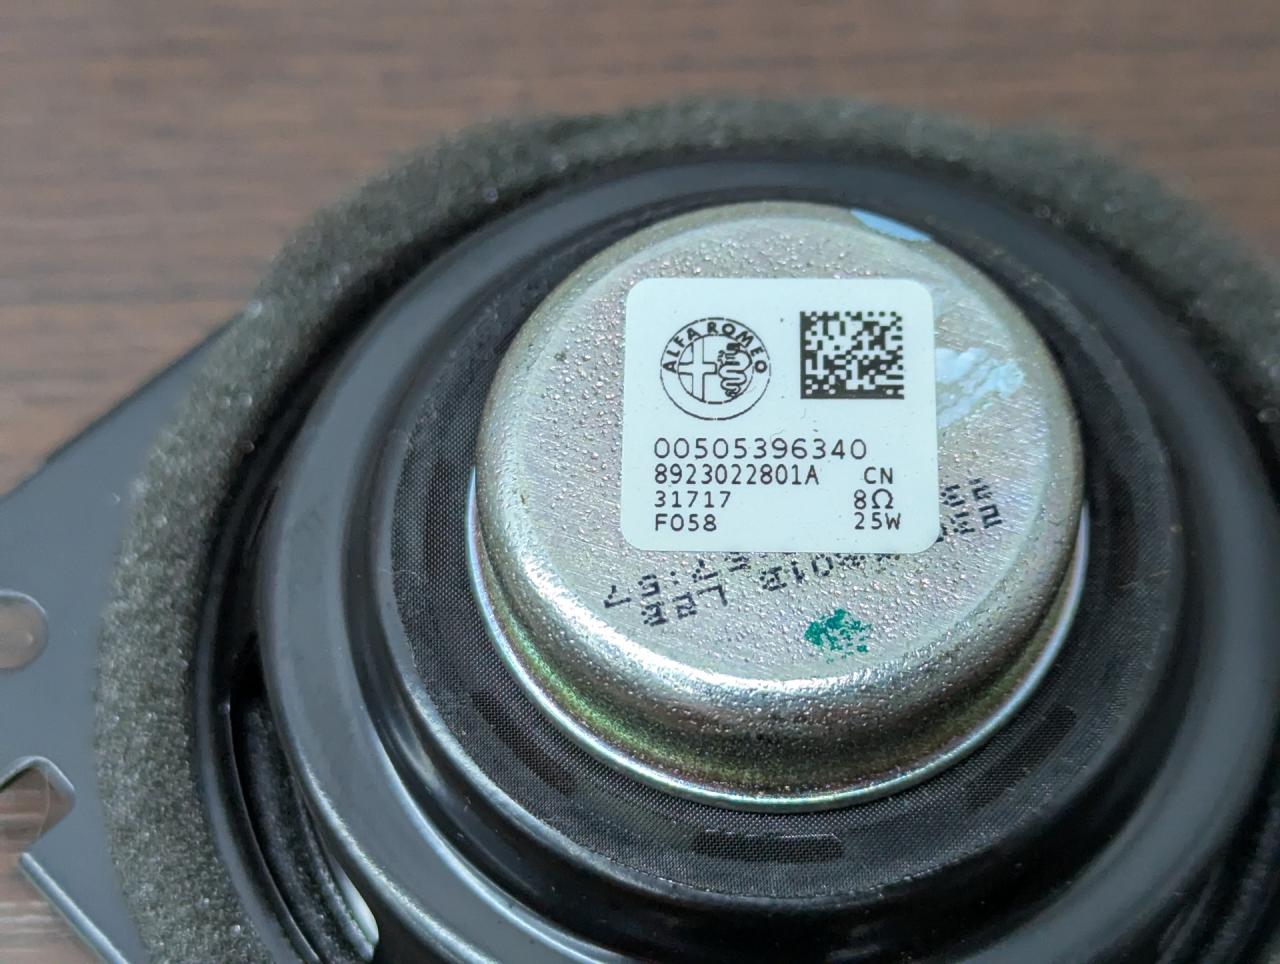 ALFA ROMEO
00505396340
8923022801A CN
31717 8Ω
F058 25W